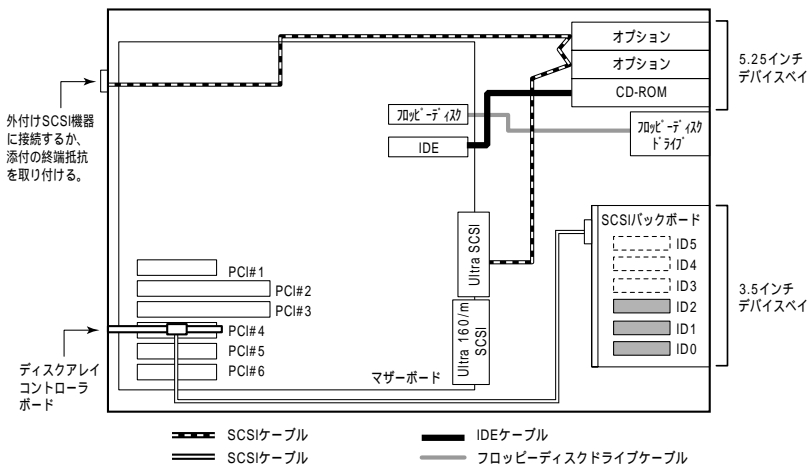 オプション
オプション
CD-ROM
5.25インチ
デバイスベイ
外付けSCSI機器
に接続するか、
添付の終端抵抗
を取り付ける。
フロッピーディスク
IDE
フロッピーディスク
ドライブ
SCSIバックボード
ID5
ID4
ID3
ID2
ID1
ID0
3.5インチ
デバイスベイ
Ultra SCSI
Ultra 160/m
SCSI
PCI#1
PCI#2
PCI#3
PCI#4
PCI#5
PCI#6
マザーボード
ディスクアレイ
コントローラ
ボード
SCSIケーブル
IDEケーブル
SCSIケーブル
フロッピーディスクドライブケーブル